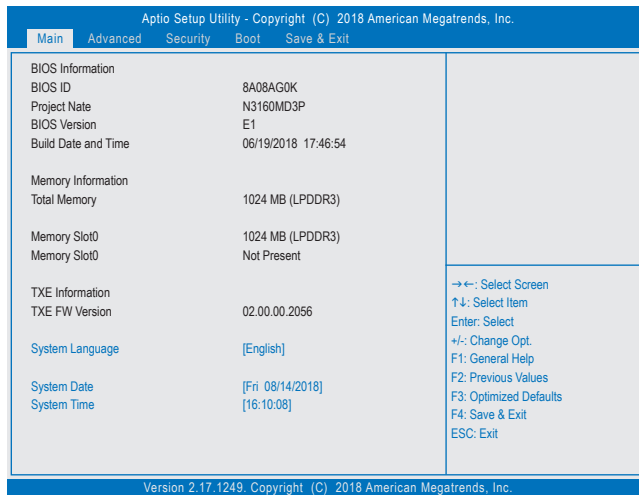 Aptio Setup Utility - Copyright (C) 2018 American Megatrends, Inc.
Main Advanced Security Boot Save & Exit
BIOS Information
BIOS ID 8A08AG0K
Project Nate N3160MD3P
BIOS Version E1
Build Date and Time 06/19/2018 17:46:54
Memory Information
Total Memory 1024 MB (LPDDR3)
Memory Slot0 1024 MB (LPDDR3)
Memory Slot0 Not Present
TXE Information
TXE FW Version 02.00.00.2056
System Language [English]
System Date [Fri 08/14/2018]
System Time [16:10:08]
→←: Select Screen
↑↓: Select Item
Enter: Select
+/-: Change Opt.
F1: General Help
F2: Previous Values
F3: Optimized Defaults
F4: Save & Exit
ESC: Exit
Version 2.17.1249. Copyright (C) 2018 American Megatrends, Inc.